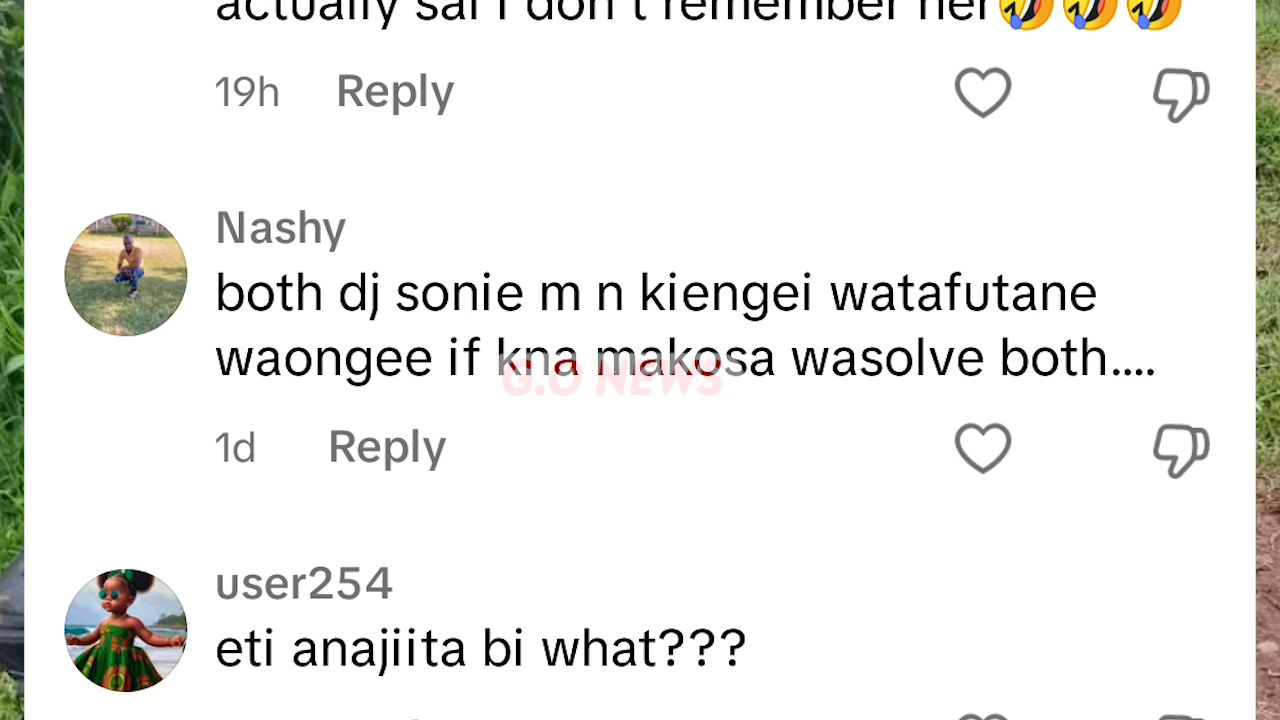 actually sai I don't remember her🤣🤣🤣
19h Reply
Nashy
both dj sonie m n kiengei watafutane
waongee if kna makosa wasolve both....
G.O NEWS
1d Reply
user254
eti anajiita bi what???